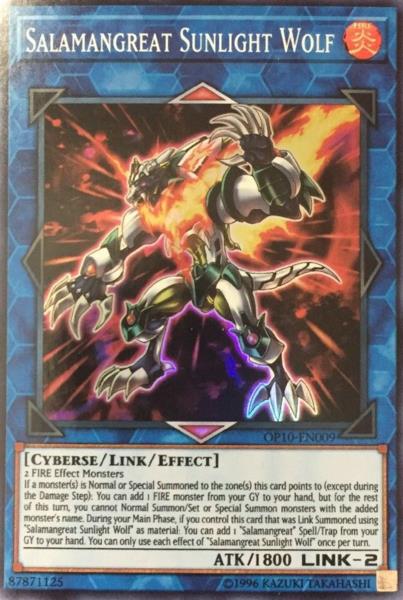 SALAMANGREAT SUNLIGHT WOLF
FIRE
炎
OP10-EN009
[CYBERSE/LINK/EFFECT]
2 FIRE Effect Monsters
If a monster(s) is Normal or Special Summoned to the zone(s) this card points to (except during
the Damage Step): You can add 1 FIRE monster from your GY to your hand, but for the rest
of this turn, you cannot Normal Summon/Set or Special Summon monsters with the added
monster's name. During your Main Phase, if you control this card that was Link Summoned using
"Salamangreat Sunlight Wolf" as material: You can add 1 "Salamangreat" Spell/Trap from your
GY to your hand. You can only use each effect of "Salamangreat Sunlight Wolf" once per turn.
ATK/1800 LINK-2
87871125
©1996 KAZUKI TAKAHASHI